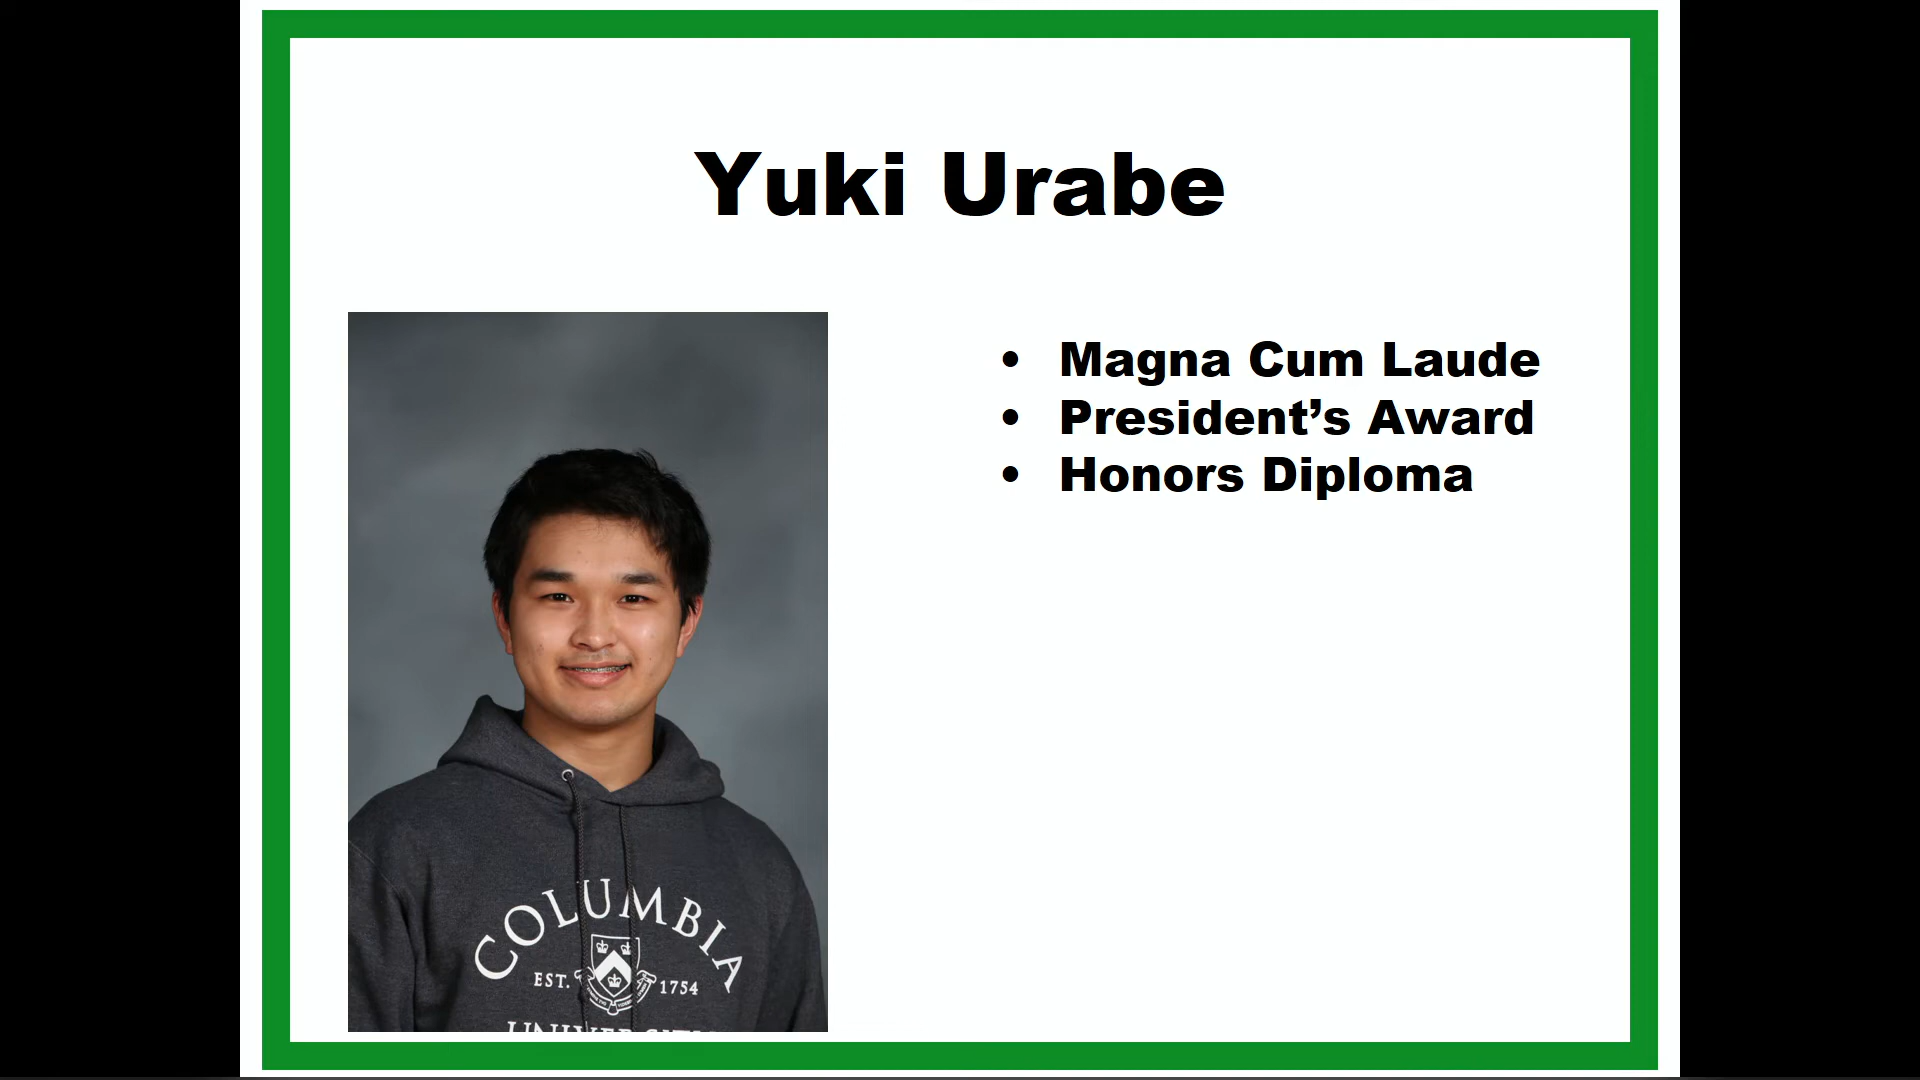 Yuki Urabe
• Magna Cum Laude
• President’s Award
• Honors Diploma
COLUMBIA
EST. 1754